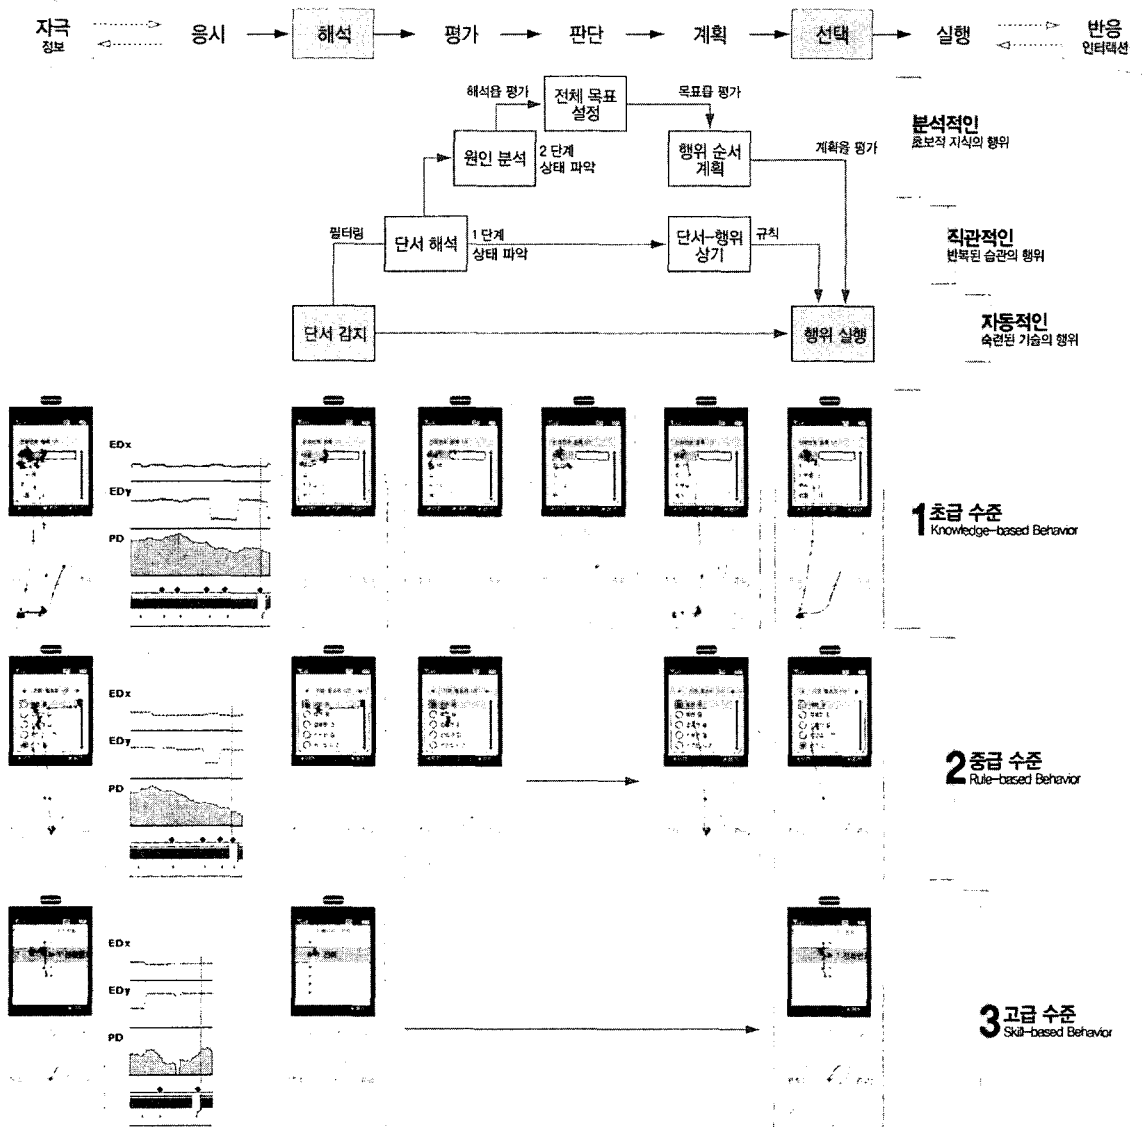 자극
정보
응시
해석
평가
판단
계획
선택
실행
반응
인터랙션
해석을 평가
전체 목표
설정
목표를 평가
분석적인
초보적 지식의 행위
원인 분석
2 단계
상태 파악
행위 순서
계획
계획을 평가
필터링
단서 해석
1 단계
상태 파악
단서-행위
상기
규칙
직관적인
반복된 습관의 행위
단서 감지
행위 실행
자동적인
숙련된 기술의 행위
EDx
EDy
PD
1 초급 수준
Knowledge-based Behavior
EDx
EDy
PD
2 중급 수준
Rule-based Behavior
EDx
EDy
PD
3 고급 수준
Skill-based Behavior